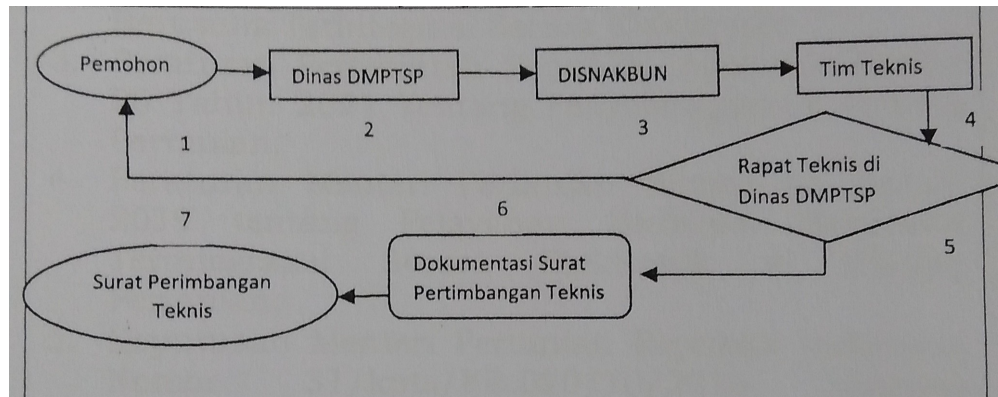 Pemohon
Dinas DMPTSP
DISNAKBUN
Tim Teknis
1
2
3
4
Rapat Teknis di
Dinas DMPTSP
5
6
7
Dokumentasi Surat
Pertimbangan Teknis
Surat Perimbangan
Teknis